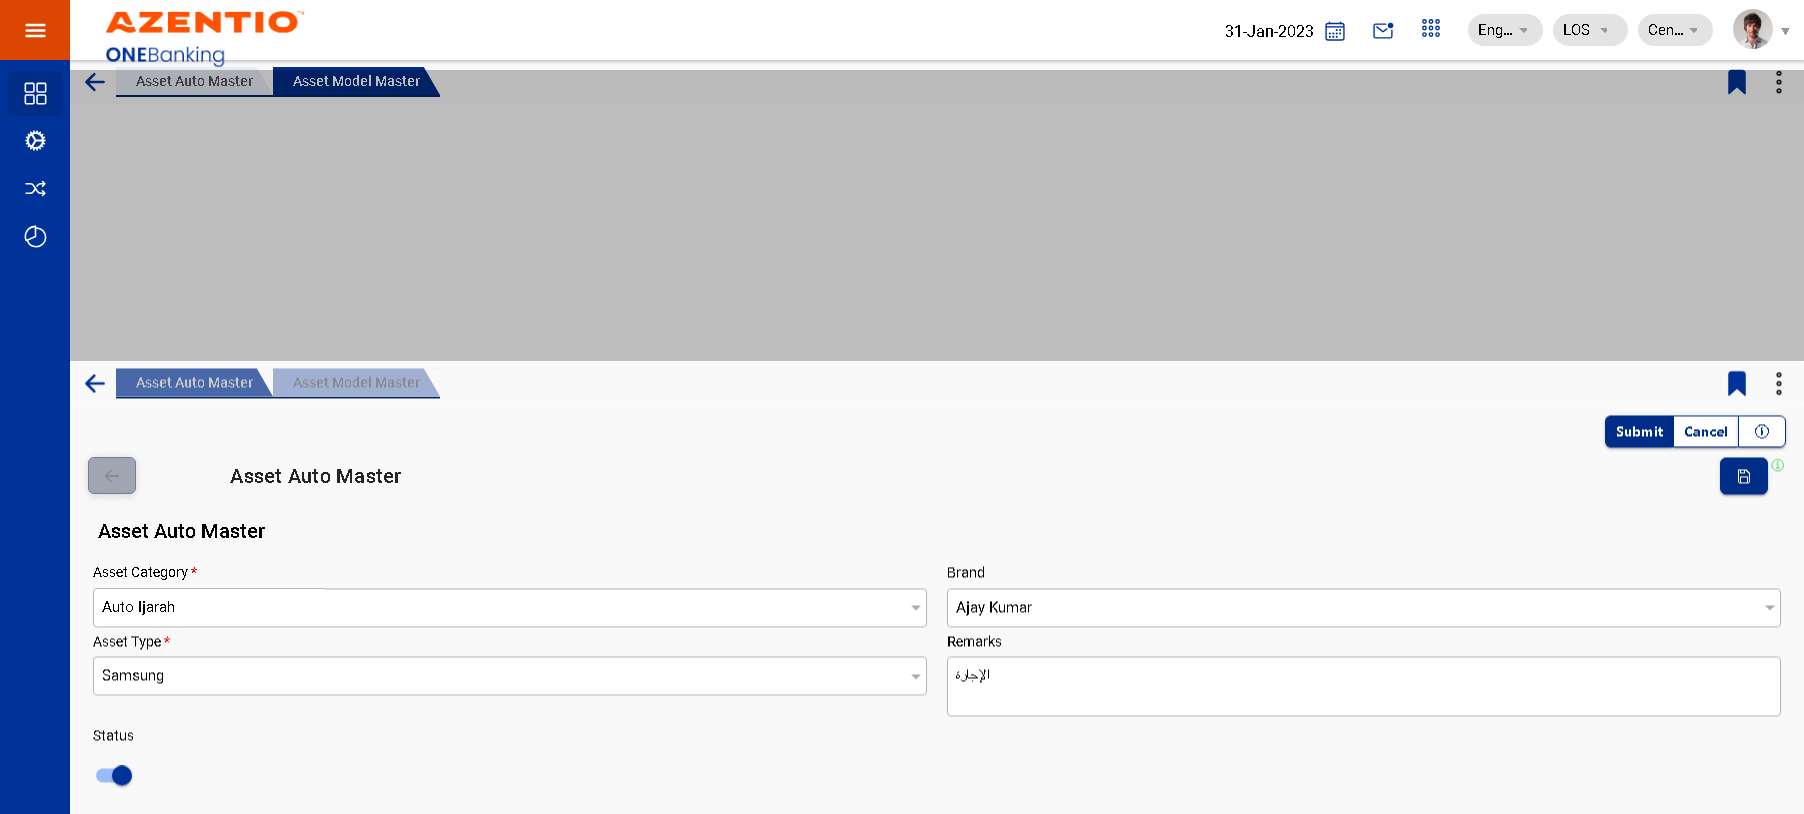 AZENTIO™
ONEBanking
31-Jan-2023
Eng...
LOS
Cen...
Asset Auto Master
Asset Model Master
Asset Auto Master
Asset Model Master
Submit
Cancel
Asset Auto Master
Asset Auto Master
Asset Category *
Brand
Auto Ijarah
Ajay Kumar
Asset Type *
Remarks
Samsung
الإجارة
Status